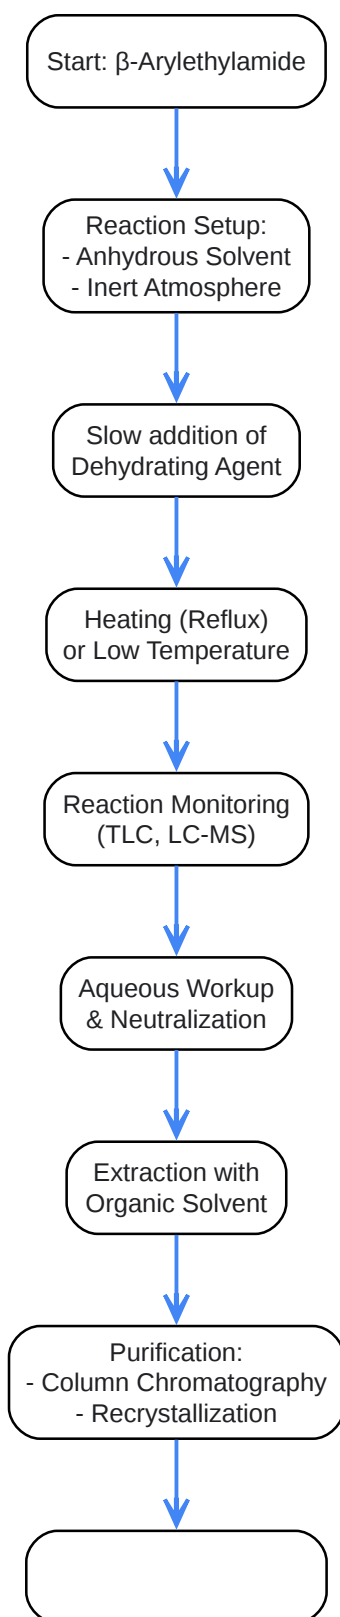 Start: β-Arylethylamide
Reaction Setup:
- Anhydrous Solvent
- Inert Atmosphere
Slow addition of
Dehydrating Agent
Heating (Reflux)
or Low Temperature
Reaction Monitoring
(TLC, LC-MS)
Aqueous Workup
& Neutralization
Extraction with
Organic Solvent
Purification:
- Column Chromatography
- Recrystallization